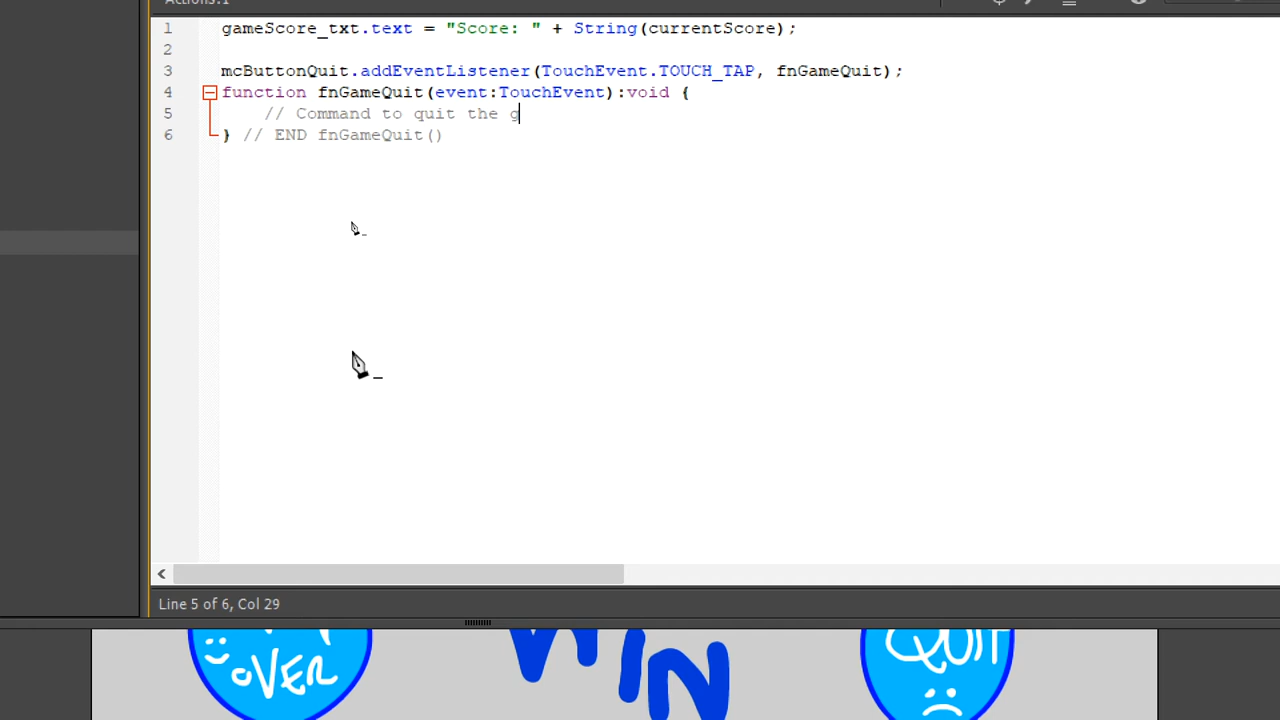 Actions:1
1 gameScore_txt.text = "Score: " + String(currentScore);
2
3 mcButtonQuit.addEventListener(TouchEvent.TOUCH_TAP, fnGameQuit);
4 function fnGameQuit(event:TouchEvent):void {
5 // Command to quit the g
6 } // END fnGameQuit()
Line 5 of 6, Col 29
OVER
WIN
QUIT